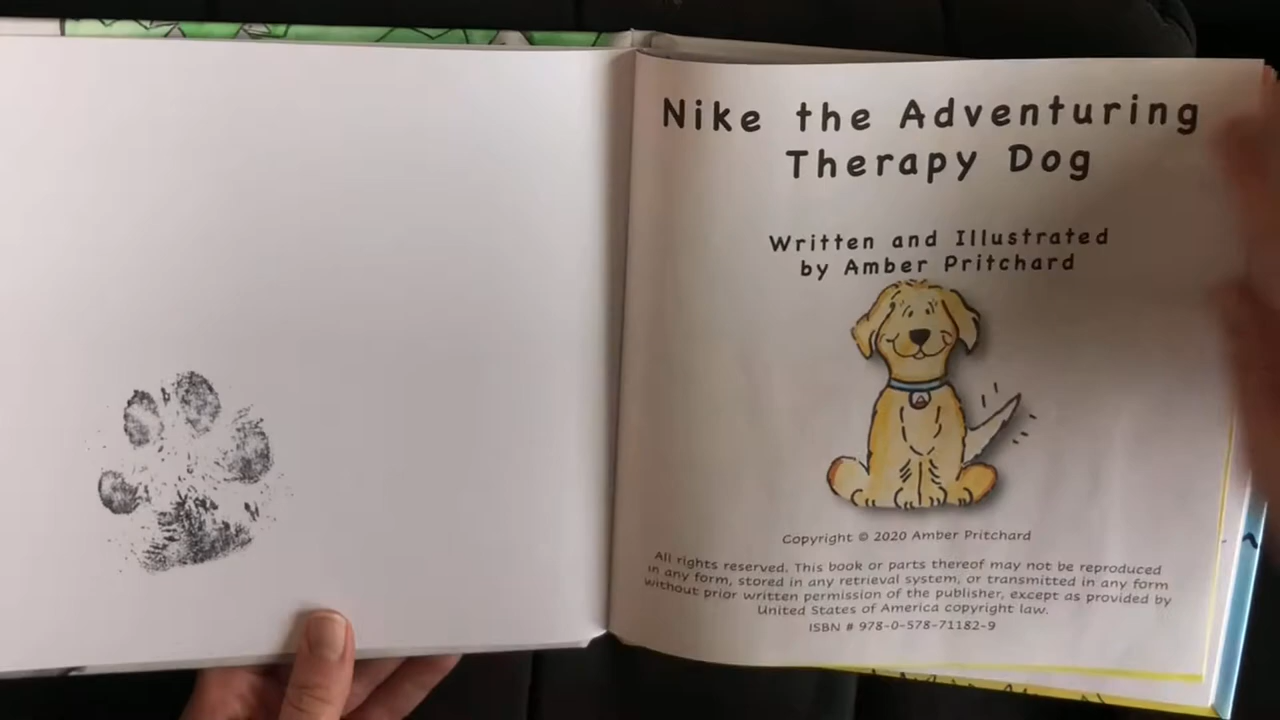 Nike the Adventuring
Therapy Dog
Written and Illustrated
by Amber Pritchard
Copyright © 2020 Amber Pritchard
All rights reserved. This book or parts thereof may not be reproduced
in any form, stored in any retrieval system, or transmitted in any form
without prior written permission of the publisher, except as provided by
United States of America copyright law.
ISBN # 978-0-578-71182-9